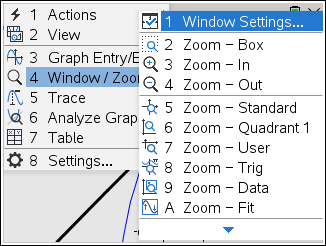 1 Actions
2 View
3 Graph Entry/E
4 Window / Zoo
5 Trace
6 Analyze Grap
7 Table
8 Settings...
1 Window Settings...
2 Zoom – Box
3 Zoom – In
4 Zoom – Out
5 Zoom – Standard
6 Zoom – Quadrant 1
7 Zoom – User
8 Zoom – Trig
9 Zoom – Data
A Zoom – Fit